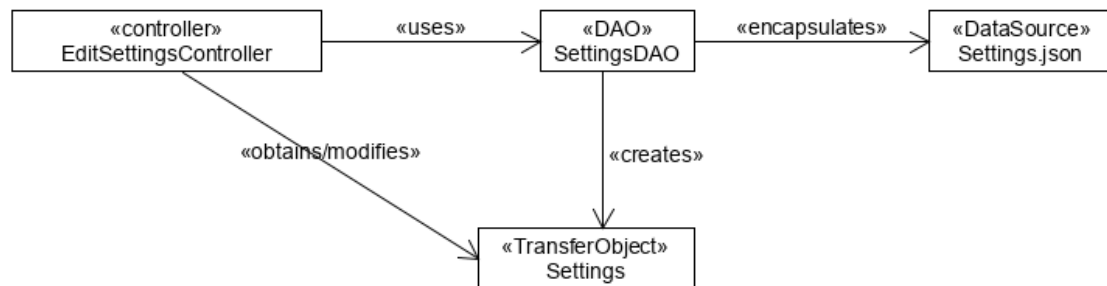 «controller»
EditSettingsController
«uses»
«DAO»
SettingsDAO
«encapsulates»
«DataSource»
Settings.json
«obtains/modifies»
«creates»
«TransferObject»
Settings